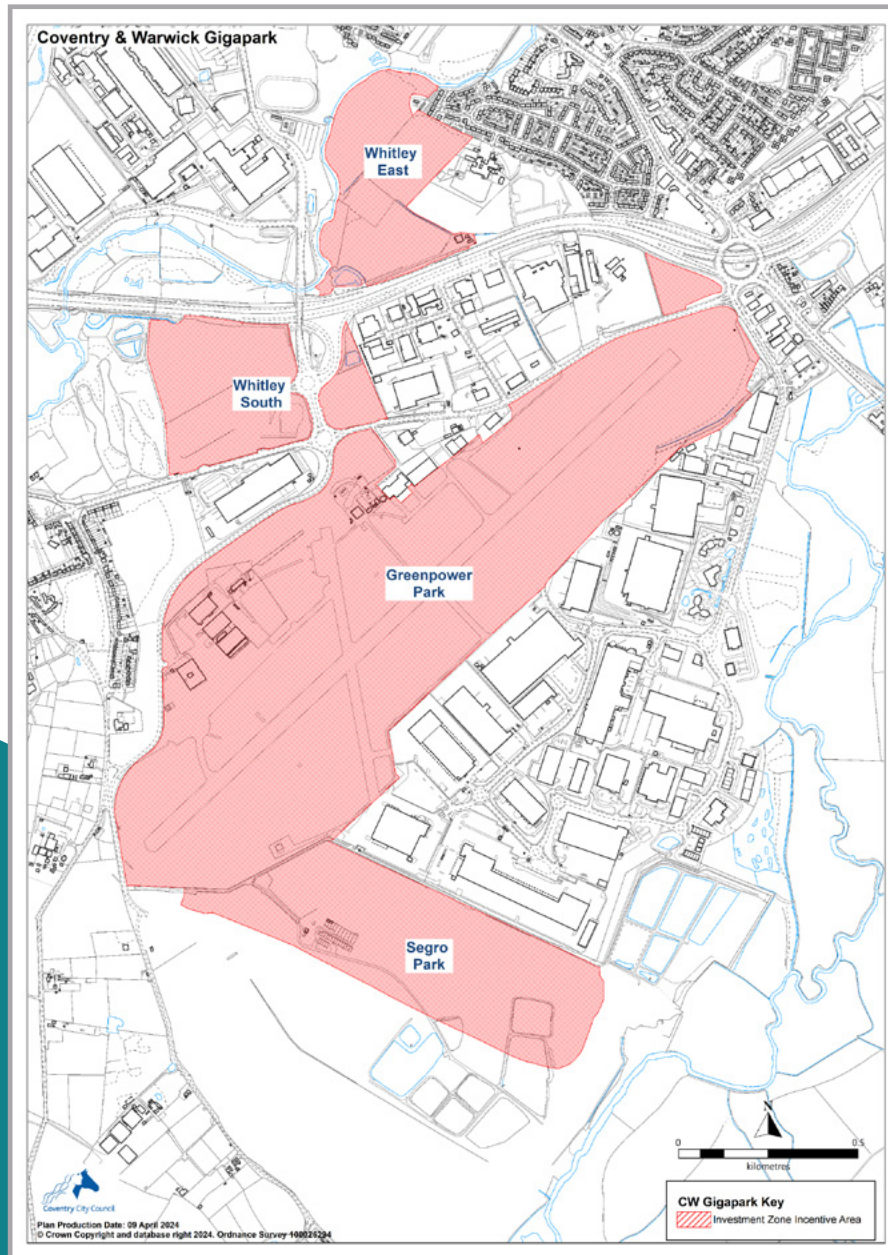 Coventry & Warwick Gigapark
Whitley
East
Whitley
South
Greenpower
Park
Segro
Park
N
0
0.5
kilometres
CW Gigapark Key
Investment Zone Incentive Area
Coventry City Council
Plan Production Date: 09 April 2024
© Crown Copyright and database right 2024. Ordnance Survey 100026294